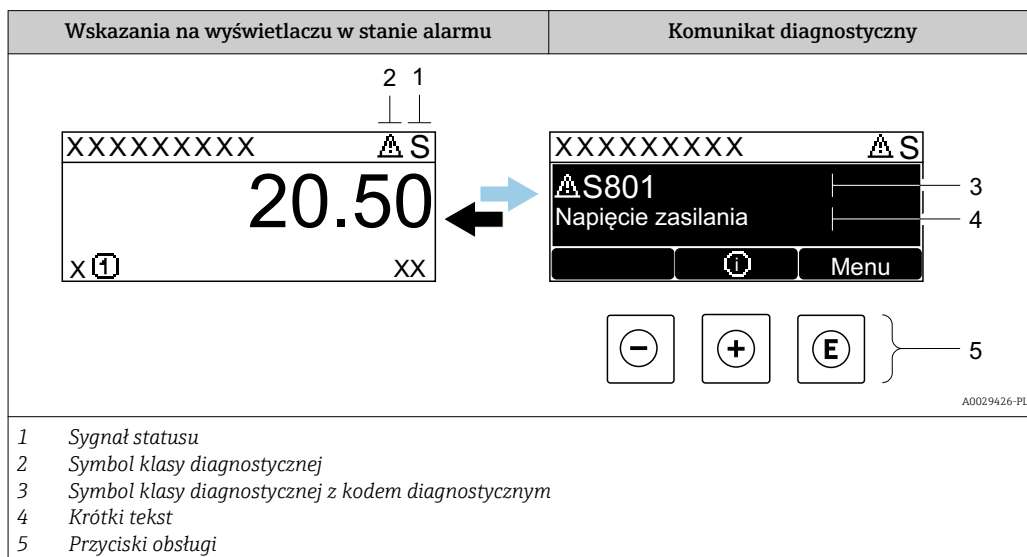 Wskazania na wyświetlaczu w stanie alarmu
Komunikat diagnostyczny
2 1
XXXXXXXXX ⚠ S
20.50
X 1 XX
XXXXXXXXX ⚠ S
⚠S801
Napięcie zasilania
i Menu
3
4
− + E
5
A0029426-PL
1 Sygnał statusu
2 Symbol klasy diagnostycznej
3 Symbol klasy diagnostycznej z kodem diagnostycznym
4 Krótki tekst
5 Przyciski obsługi